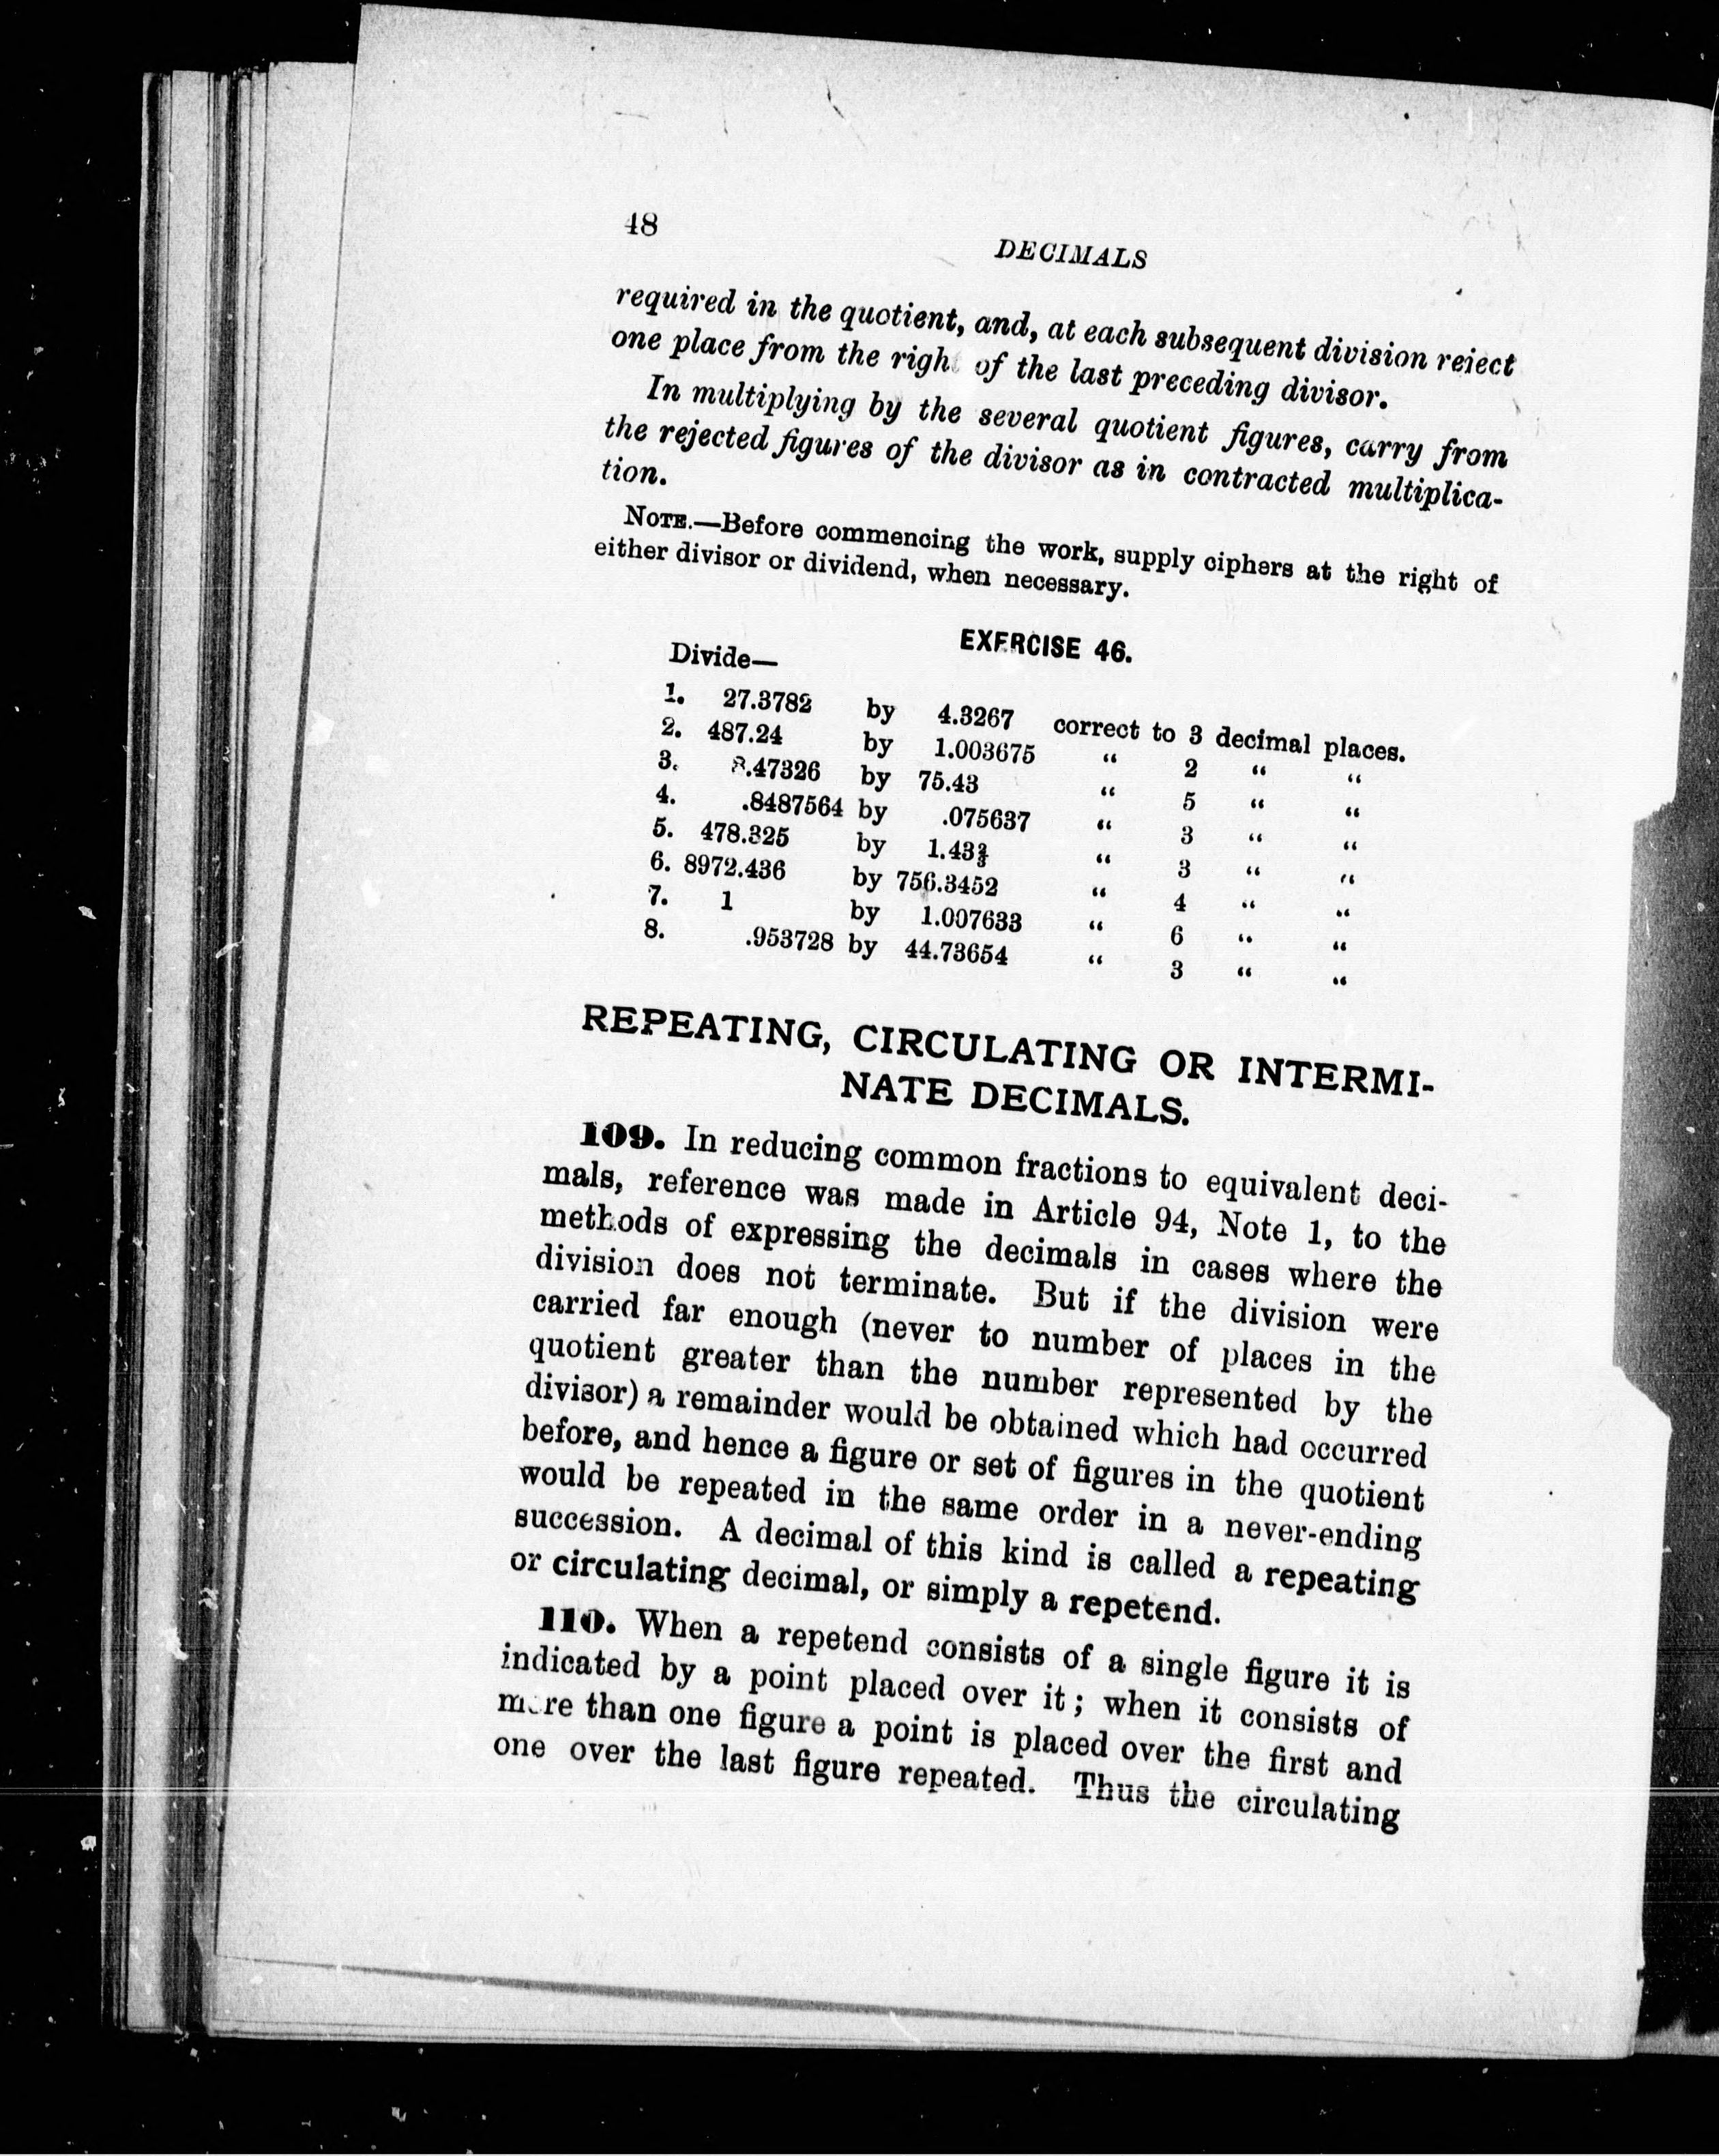 48
DECIMALS
required in the quotient, and, at each subsequent division reject
one place from the right of the last preceding divisor.
In multiplying by the several quotient figures, carry from
the rejected figures of the divisor as in contracted multiplica-
tion.
NOTE.—Before commencing the work, supply ciphers at the right of
either divisor or dividend, when necessary.
EXERCISE 46.
Divide—
1. 27.3782 by 4.3267 correct to 3 decimal places.
2. 487.24 by 1.003675 “ 2 “ “
3. 8.47326 by 75.43 “ 5 “ “
4. .8487564 by .075637 “ 3 “ “
5. 478.325 by 1.43⅔ “ 3 “ “
6. 8972.436 by 756.3452 “ 4 “ “
7. 1 by 1.007633 “ 6 “ “
8. .953728 by 44.73654 “ 3 “ “
REPEATING, CIRCULATING OR INTERMI-
NATE DECIMALS.
109. In reducing common fractions to equivalent deci-
mals, reference was made in Article 94, Note 1, to the
methods of expressing the decimals in cases where the
division does not terminate. But if the division were
carried far enough (never to number of places in the
quotient greater than the number represented by the
divisor) a remainder would be obtained which had occurred
before, and hence a figure or set of figures in the quotient
would be repeated in the same order in a never-ending
succession. A decimal of this kind is called a repeating
or circulating decimal, or simply a repetend.
110. When a repetend consists of a single figure it is
indicated by a point placed over it; when it consists of
more than one figure a point is placed over the first and
one over the last figure repeated. Thus the circulating